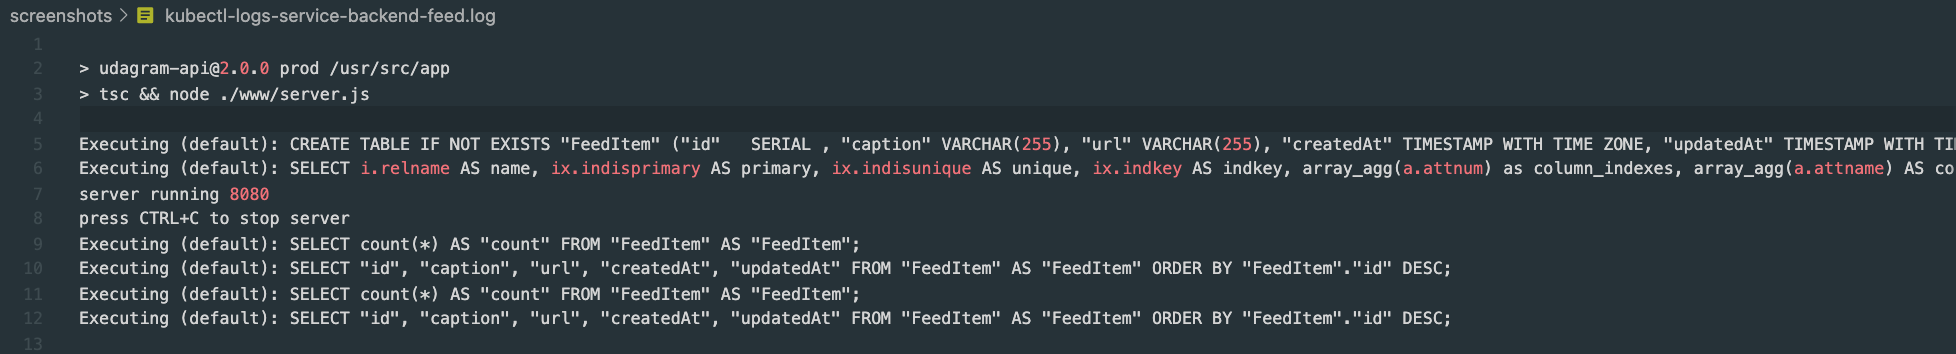 screenshots > kubectl-logs-service-backend-feed.log
1
2 > udagram-api@2.0.0 prod /usr/src/app
3 > tsc && node ./www/server.js
4
5 Executing (default): CREATE TABLE IF NOT EXISTS "FeedItem" ("id"   SERIAL , "caption" VARCHAR(255), "url" VARCHAR(255), "createdAt" TIMESTAMP WITH TIME ZONE, "updatedAt" TIMESTAMP WITH TI
6 Executing (default): SELECT i.relname AS name, ix.indisprimary AS primary, ix.indisunique AS unique, ix.indkey AS indkey, array_agg(a.attnum) as column_indexes, array_agg(a.attname) AS co
7 server running 8080
8 press CTRL+C to stop server
9 Executing (default): SELECT count(*) AS "count" FROM "FeedItem" AS "FeedItem";
10 Executing (default): SELECT "id", "caption", "url", "createdAt", "updatedAt" FROM "FeedItem" AS "FeedItem" ORDER BY "FeedItem"."id" DESC;
11 Executing (default): SELECT count(*) AS "count" FROM "FeedItem" AS "FeedItem";
12 Executing (default): SELECT "id", "caption", "url", "createdAt", "updatedAt" FROM "FeedItem" AS "FeedItem" ORDER BY "FeedItem"."id" DESC;
13